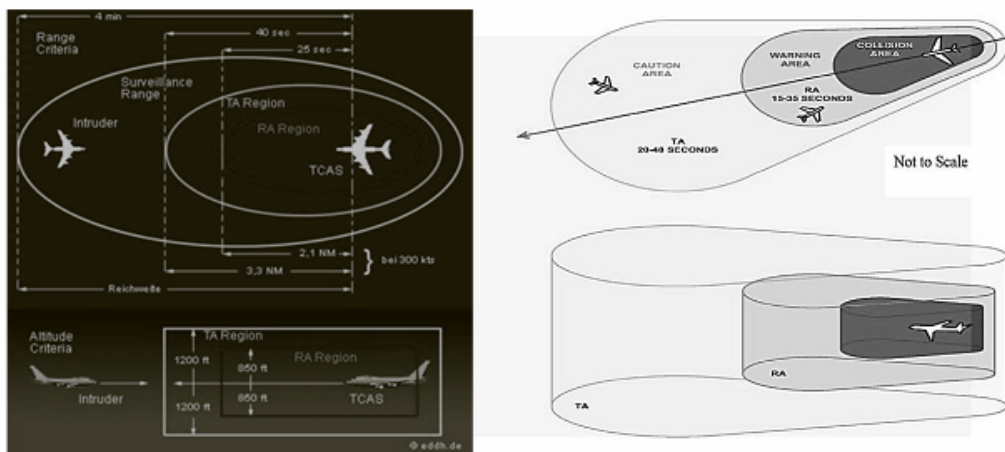 4 min
Range
Criteria
40 sec
25 sec
Surveillance
Range
TA Region
Intruder
RA Region
TCAS
2,1 NM
bei 300 kts
3,3 NM
Reichweite
Altitude
Criteria
TA Region
1200 ft
RA Region
850 ft
Intruder
1200 ft
850 ft
TCAS
© eddh.de
COLLISION
AREA
CAUTION
AREA
WARNING
AREA
RA
15-35 SECONDS
TA
20-48 SECONDS
Not to Scale
RA
TA